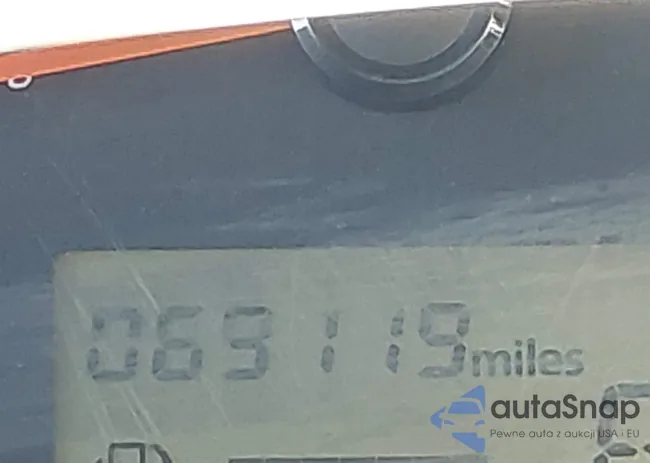 069119 miles
autaSnap
Pewne auta z aukcji USA i EU